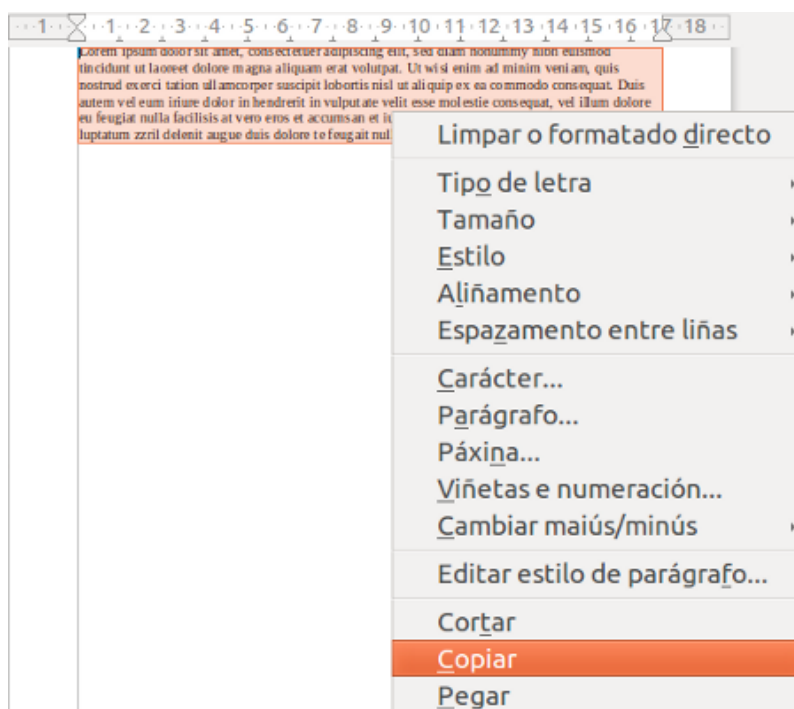 1 1 2 3 4 5 6 7 8 9 10 11 12 13 14 15 16 17 18
Lorem ipsum dolor sit amet, consectetuer adipiscing elit, sed diam nonummy nibh euismod
tincidunt ut laoreet dolore magna aliquam erat volutpat. Ut wisi enim ad minim veniam, quis
nostrud exerci tation ullamcorper suscipit lobortis nisl ut aliquip ex ea commodo consequat. Duis
autem vel eum iriure dolor in hendrerit in vulputate velit esse molestie consequat, vel illum dolore
eu feugiat nulla facilisis at vero eros et accumsan et iu
luptatum zzril delenit augue duis dolore te feugait nul
Limpar o formatado directo
Tipo de letra
Tamaño
Estilo
Aliñamento
Espazamento entre liñas
Carácter...
Parágrafo...
Páxina...
Viñetas e numeración...
Cambiar maiús/minús
Editar estilo de parágrafo...
Cortar
Copiar
Pegar